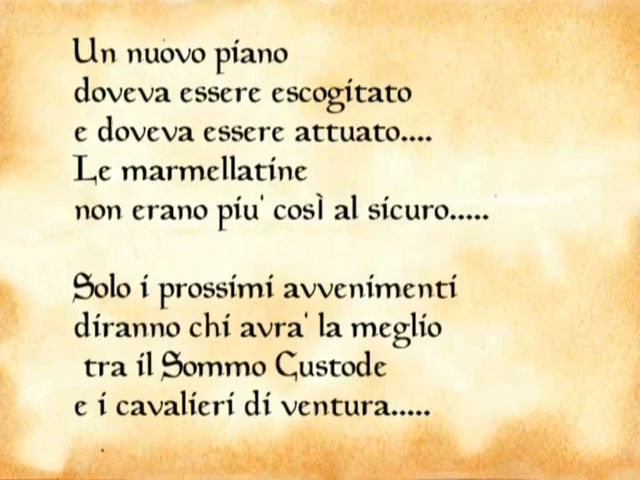 Un nuovo piano
doveva essere escogitato
e doveva essere attuato....
Le marmellatine
non erano piu' cosÌ al sicuro.....
Solo i prossimi avvenimenti
diranno chi avra' la meglio
tra il Sommo Custode
e i cavalieri di ventura.....